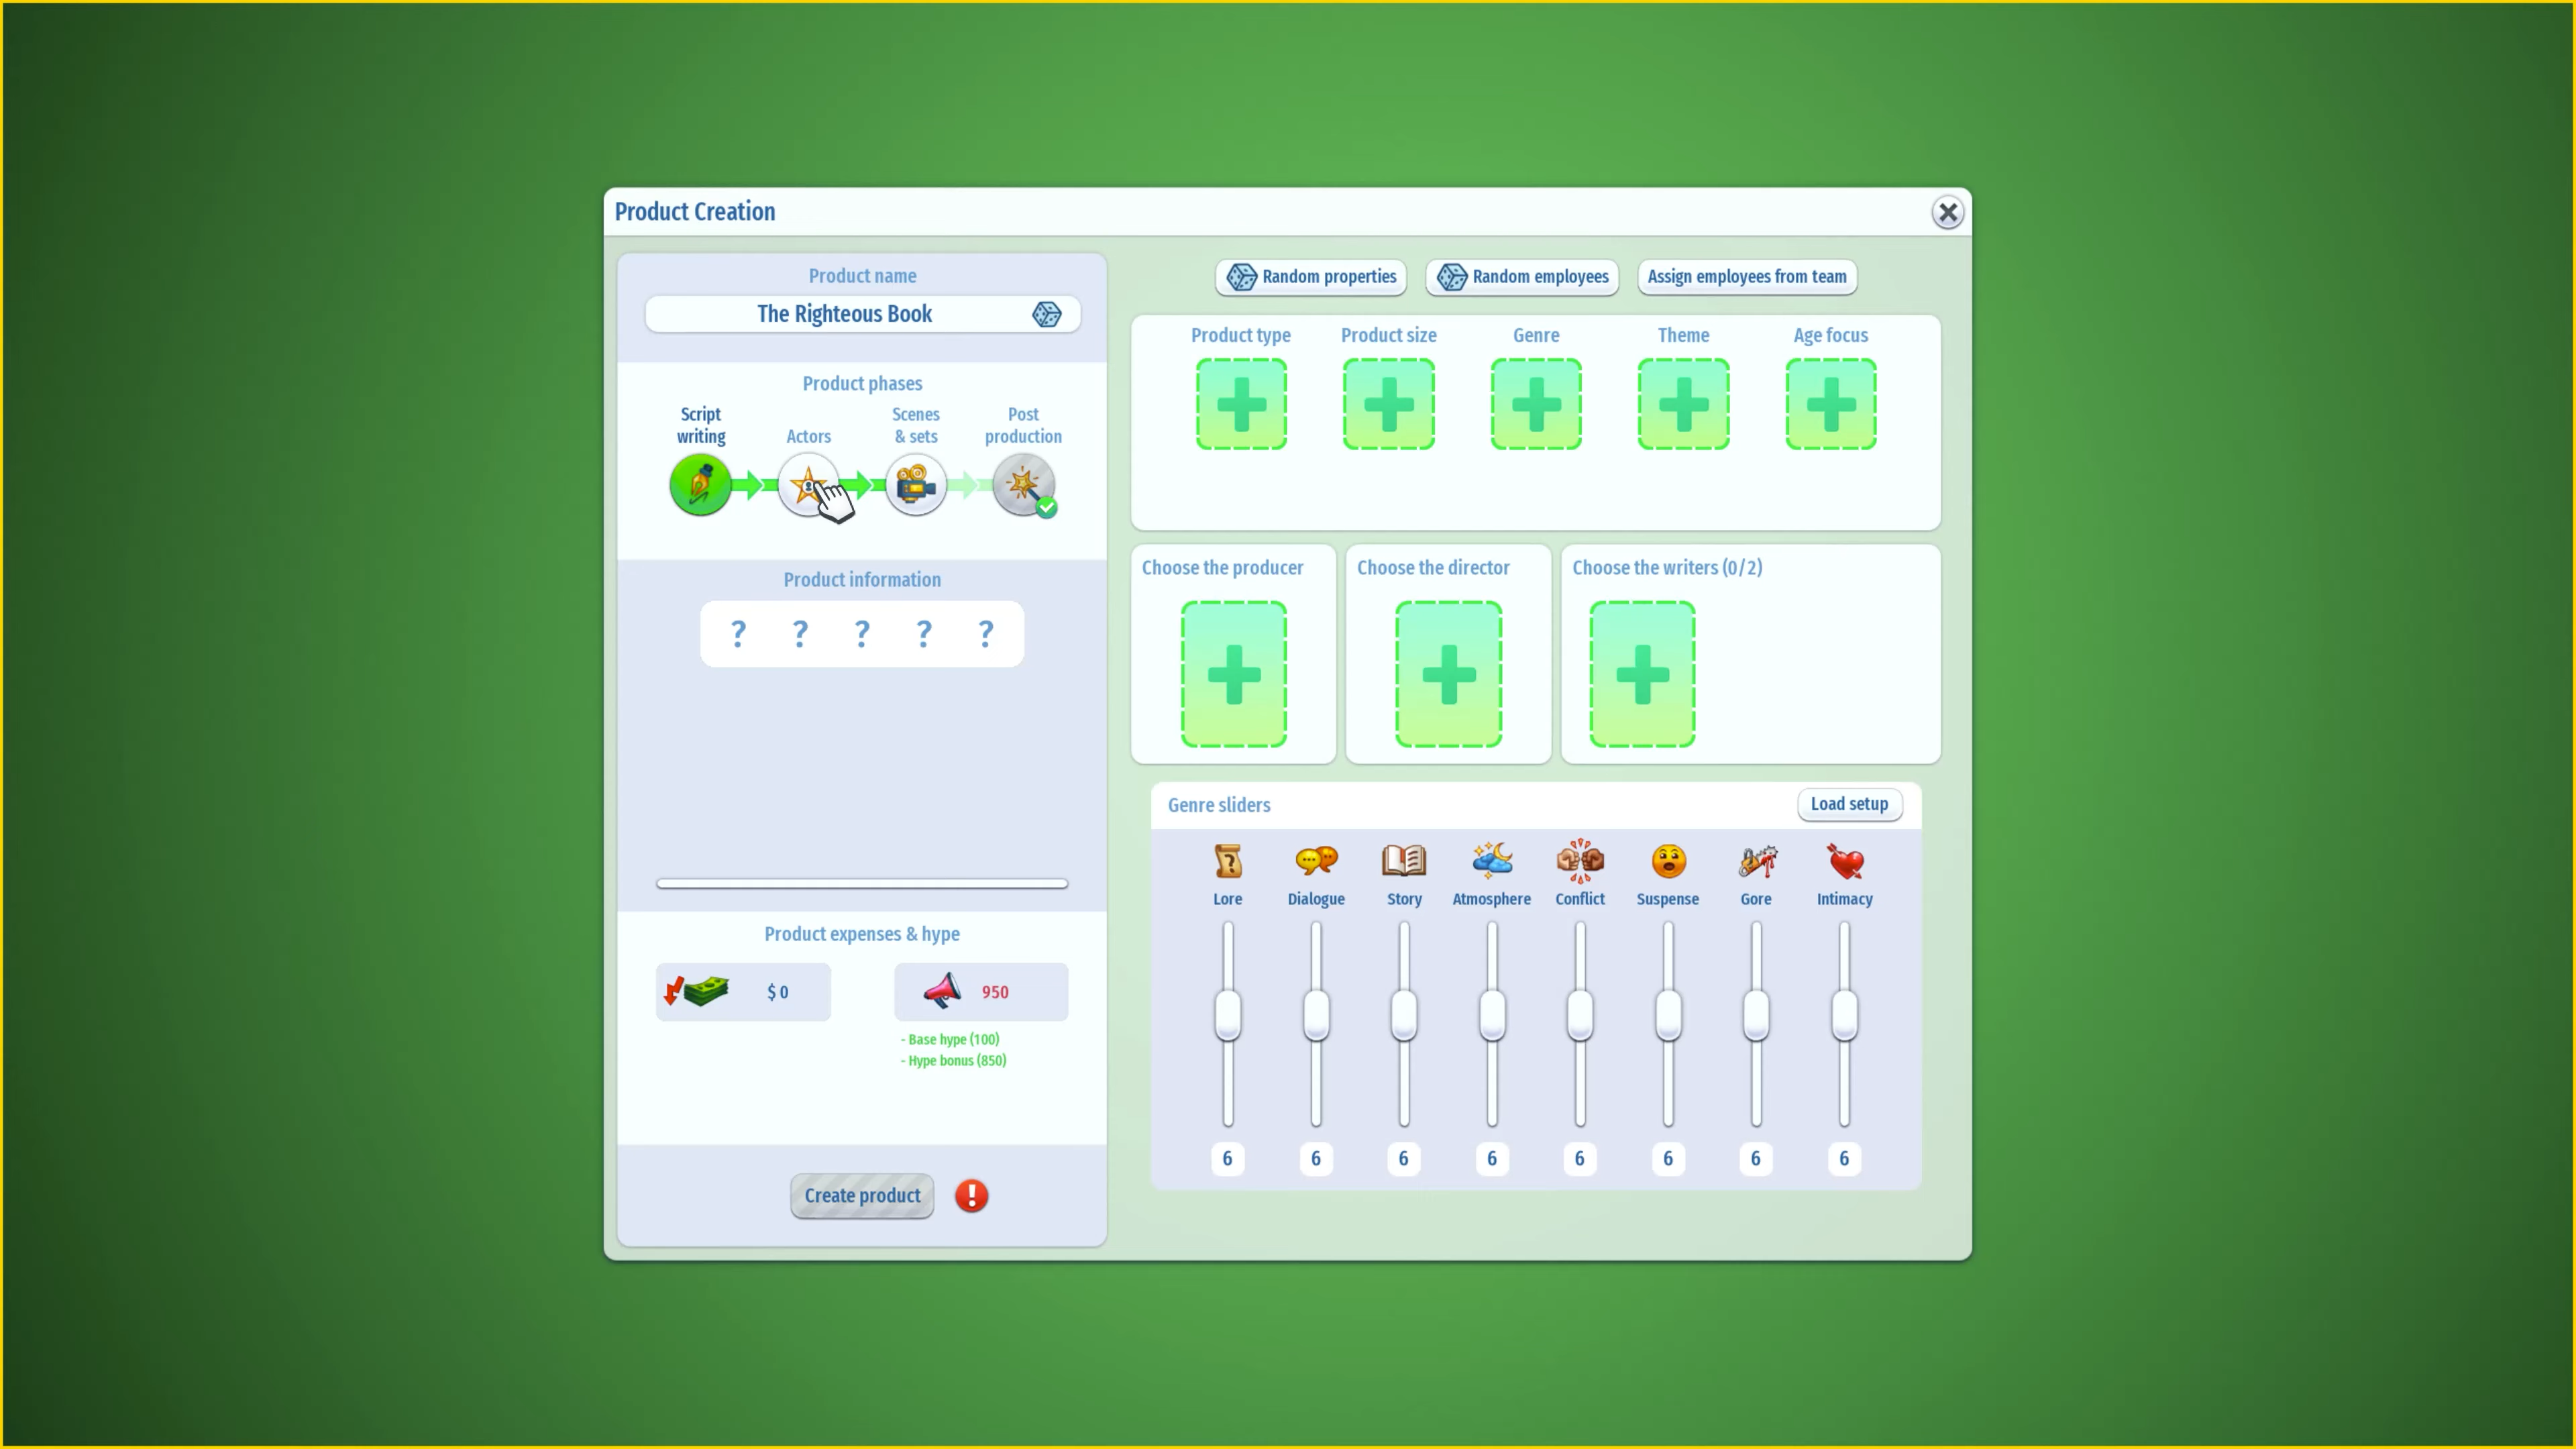 Product Creation
Product name
The Righteous Book
Product phases
Script
writing
Actors
Scenes
& sets
Post
production
Product information
? ? ? ? ?
Product expenses & hype
$ 0
950
- Base hype (100)
- Hype bonus (850)
Create product
!
Random properties
Random employees
Assign employees from team
Product type
Product size
Genre
Theme
Age focus
Choose the producer
Choose the director
Choose the writers (0/2)
Genre sliders
Load setup
?
Lore
Dialogue
Story
Atmosphere
Conflict
Suspense
Gore
Intimacy
6 6 6 6 6 6 6 6